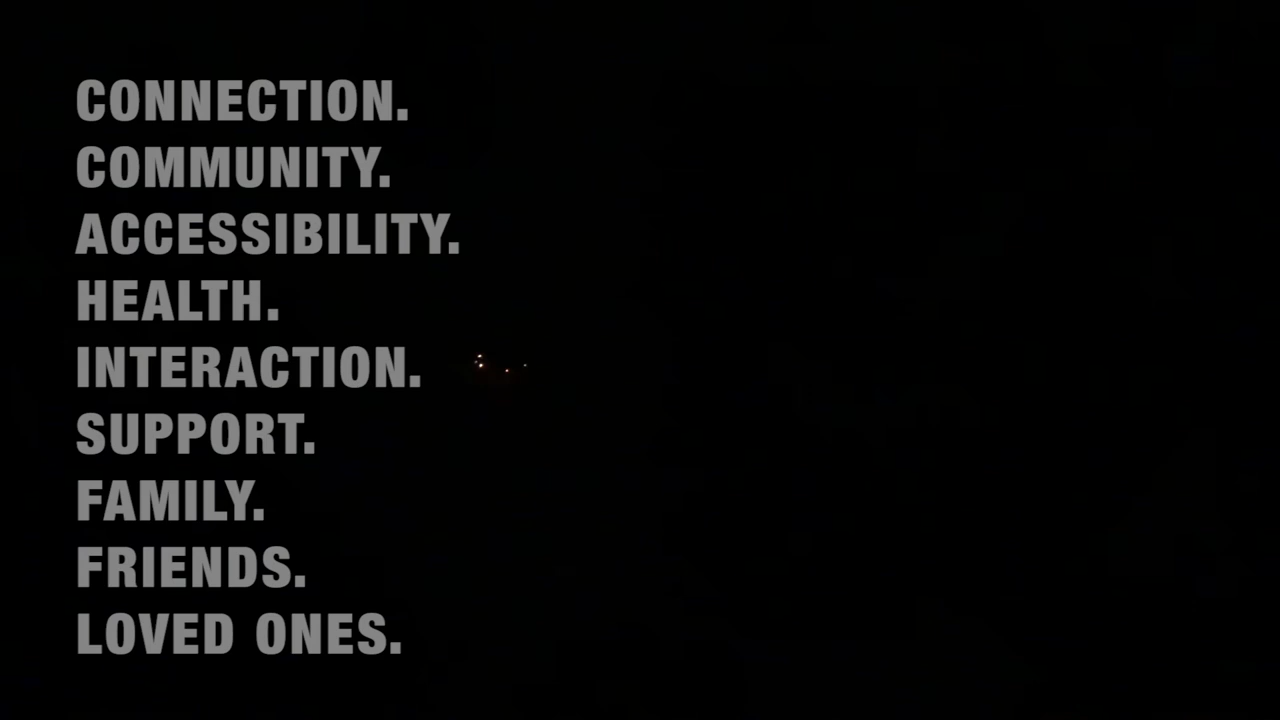 CONNECTION.
COMMUNITY.
ACCESSIBILITY.
HEALTH.
INTERACTION.
SUPPORT.
FAMILY.
FRIENDS.
LOVED ONES.